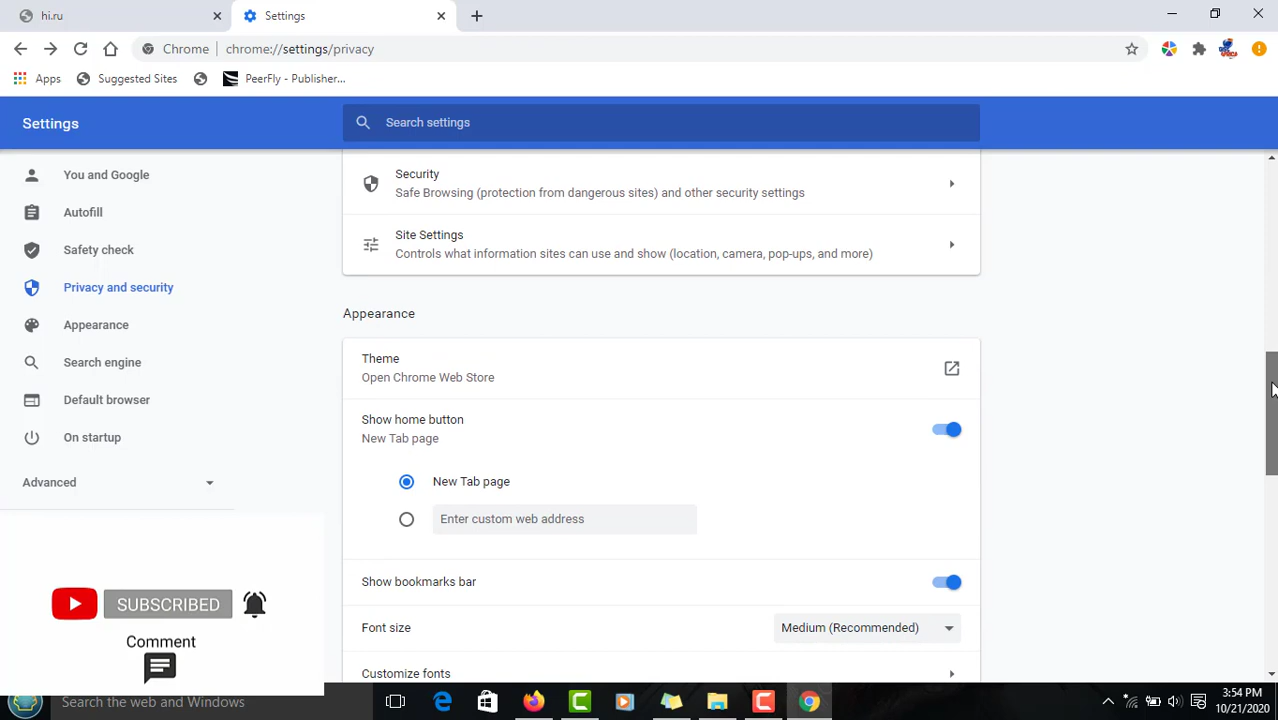 hi.ru
Settings
Chrome
chrome://settings/privacy
Apps
Suggested Sites
PeerFly - Publisher...
Settings
Search settings
You and Google
Autofill
Safety check
Privacy and security
Appearance
Search engine
Default browser
On startup
Advanced
Security
Safe Browsing (protection from dangerous sites) and other security settings
Site Settings
Controls what information sites can use and show (location, camera, pop-ups, and more)
Appearance
Theme
Open Chrome Web Store
Show home button
New Tab page
New Tab page
Enter custom web address
Show bookmarks bar
Font size
Medium (Recommended)
Customize fonts
SUBSCRIBED
Comment
Search the web and Windows
3:54 PM
10/21/2020